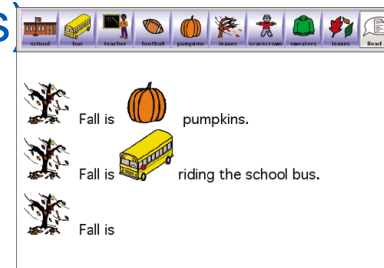 s)
school bus teacher football pumpkins leaves scarecrows sweaters leaves Read
Fall is pumpkins.
Fall is riding the school bus.
Fall is